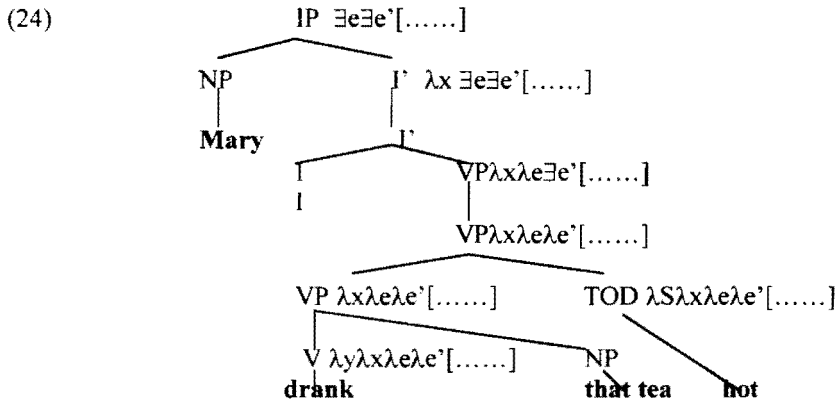 (24) IP ∃e∃e’[......]
NP I’ λx ∃e∃e’[......]
Mary I’
I VPλxλe∃e’[......]
I
VPλxλeλe’[......]
VP λxλeλe’[......] TOD λSλxλeλe’[......]
V λyλxλeλe’[......] NP
drank that tea hot